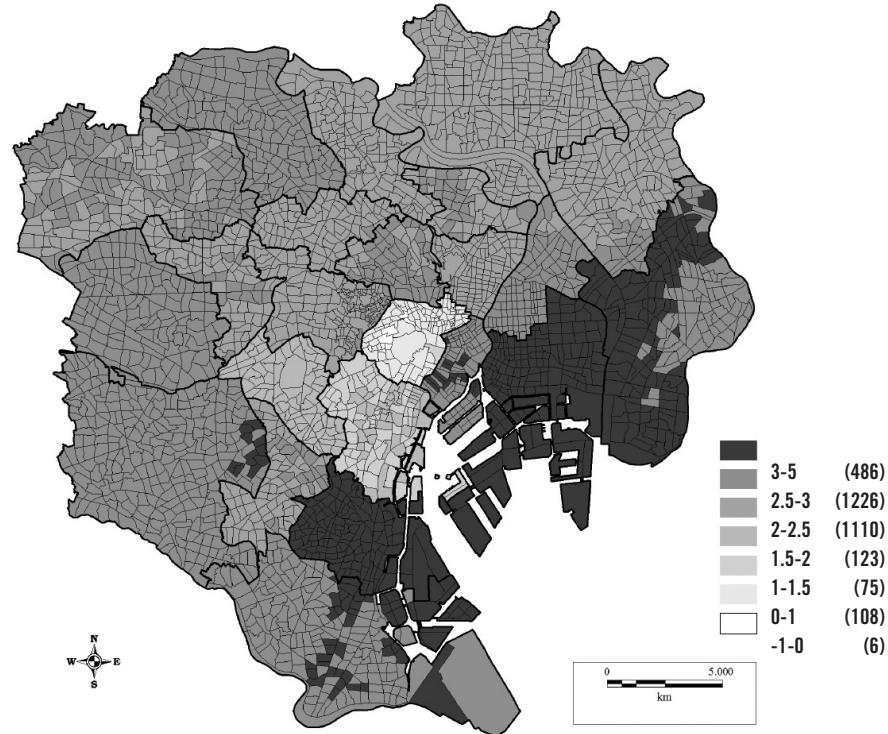 3-5 (486)
2.5-3 (1226)
2-2.5 (1110)
1.5-2 (123)
1-1.5 (75)
0-1 (108)
-1-0 (6)
N
W E
S
0 5.000
km